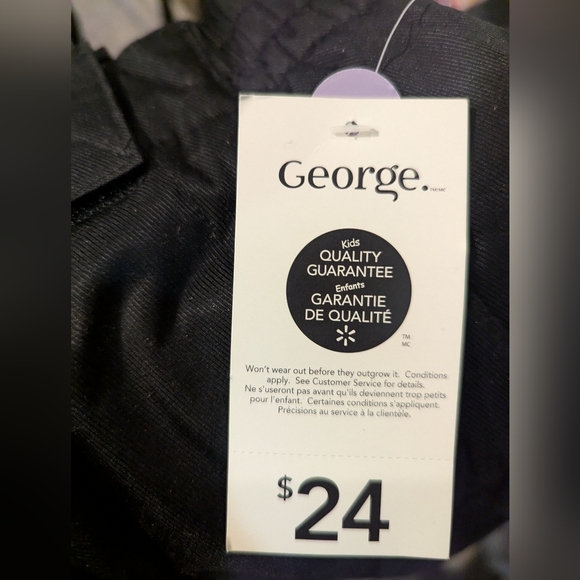 George.
Kids
QUALITY
GUARANTEE
Enfants
GARANTIE
DE QUALITÉ
TM
MC
Won't wear out before they outgrow it. Conditions
apply. See Customer Service for details.
Ne s'useront pas avant qu'ils deviennent trop petits
pour l'enfant. Certaines conditions s'appliquent.
Précisions au service à la clientèle.
$24